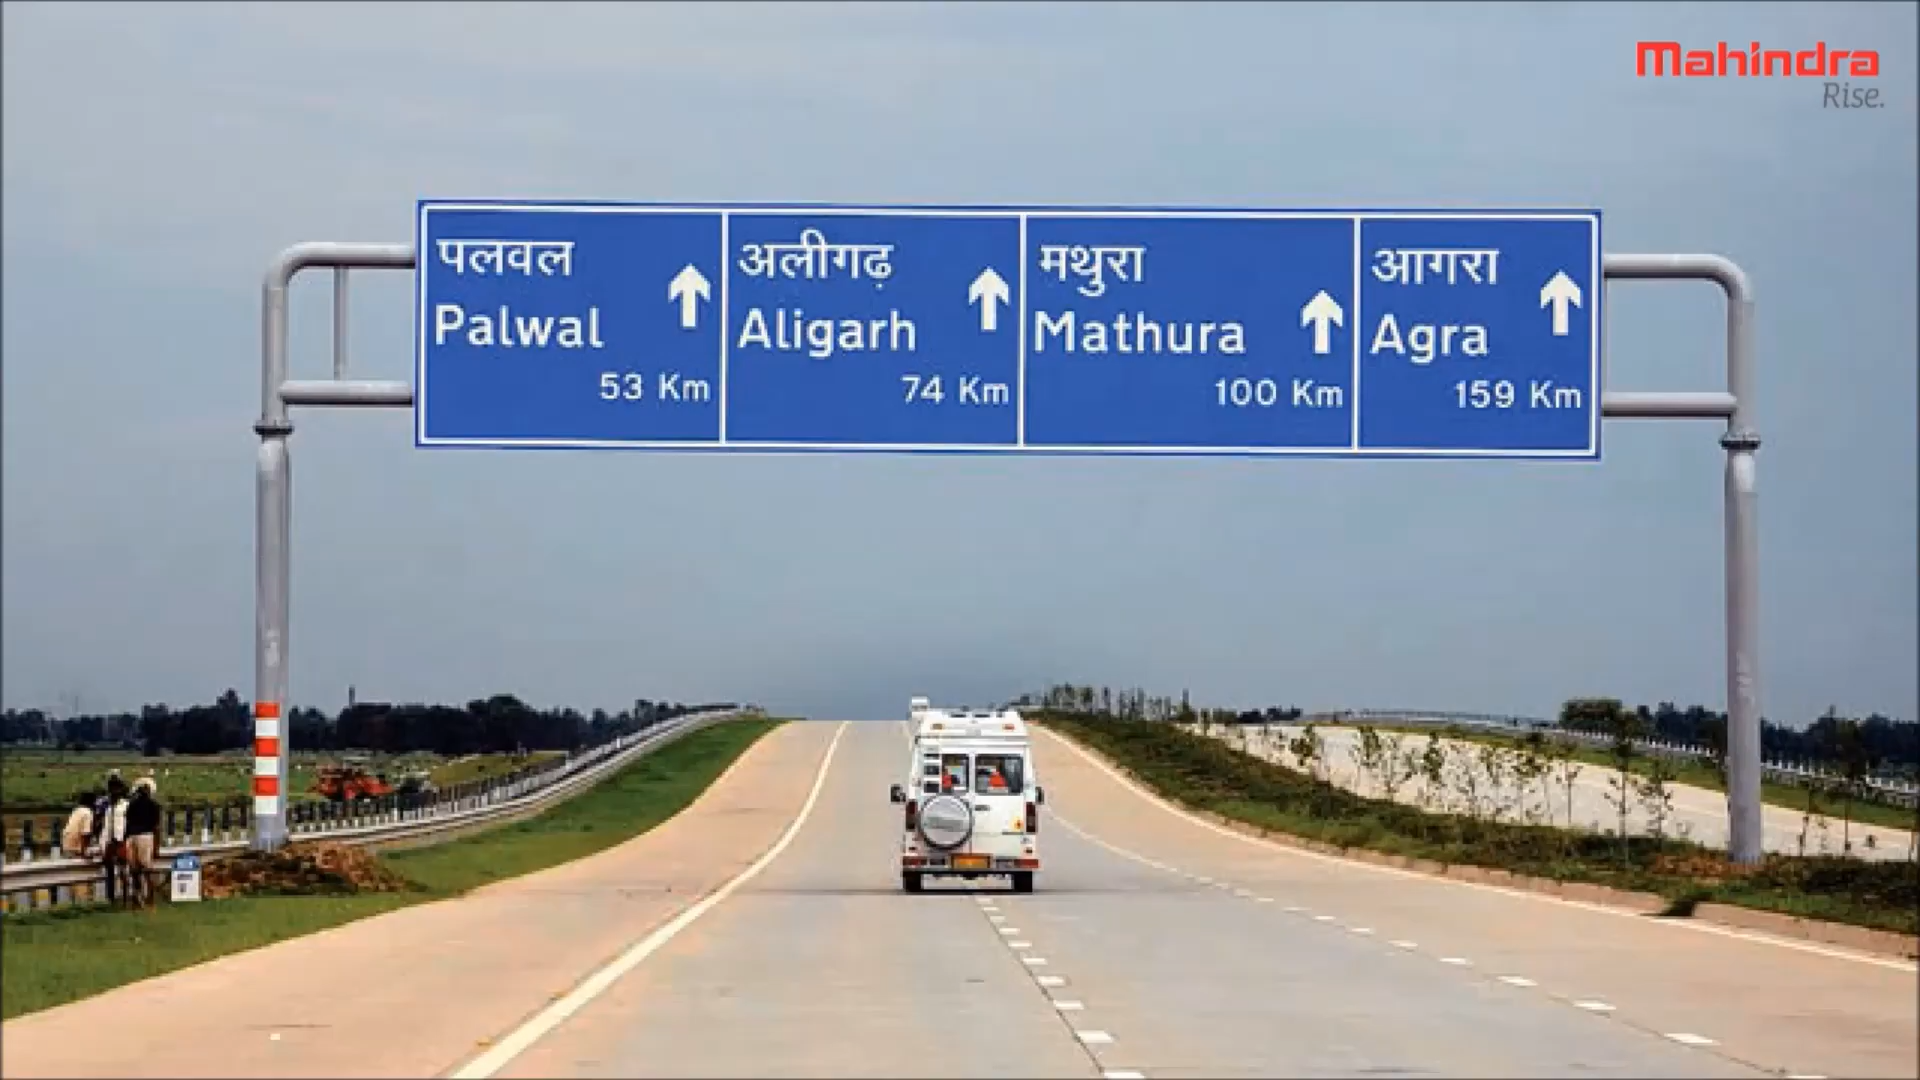 Mahindra
Rise.
पलवल
Palwal
53 Km
अलीगढ़
Aligarh
74 Km
मथुरा
Mathura
100 Km
आगरा
Agra
159 Km